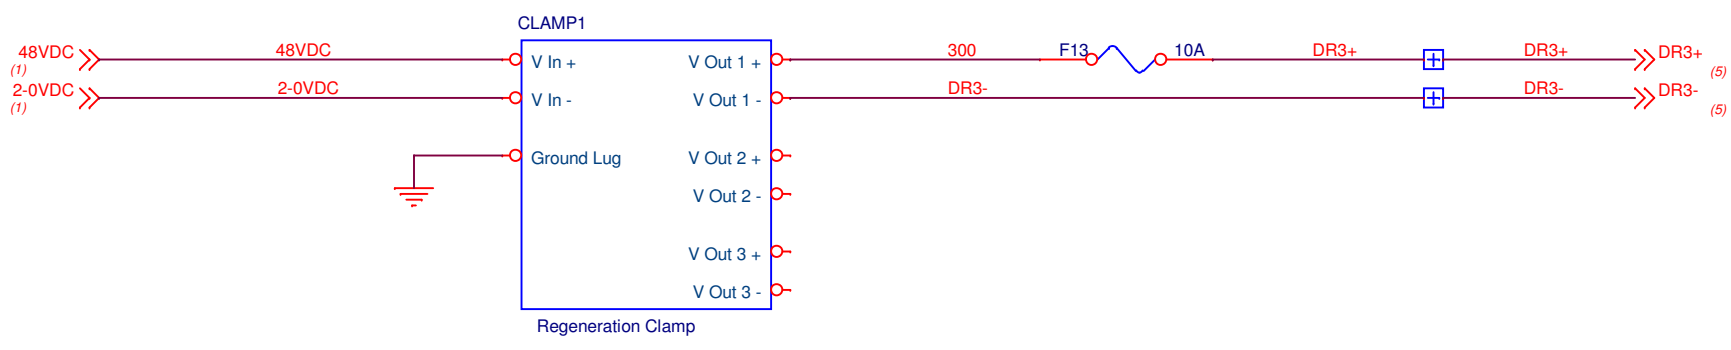 CLAMP1
48VDC 48VDC V In + V Out 1 + 300 F13 10A DR3+ DR3+ DR3+
(1) (5)
2-0VDC 2-0VDC V In - V Out 1 - DR3- DR3- DR3-
(1) (5)
Ground Lug V Out 2 +
V Out 2 -
V Out 3 +
V Out 3 -
Regeneration Clamp